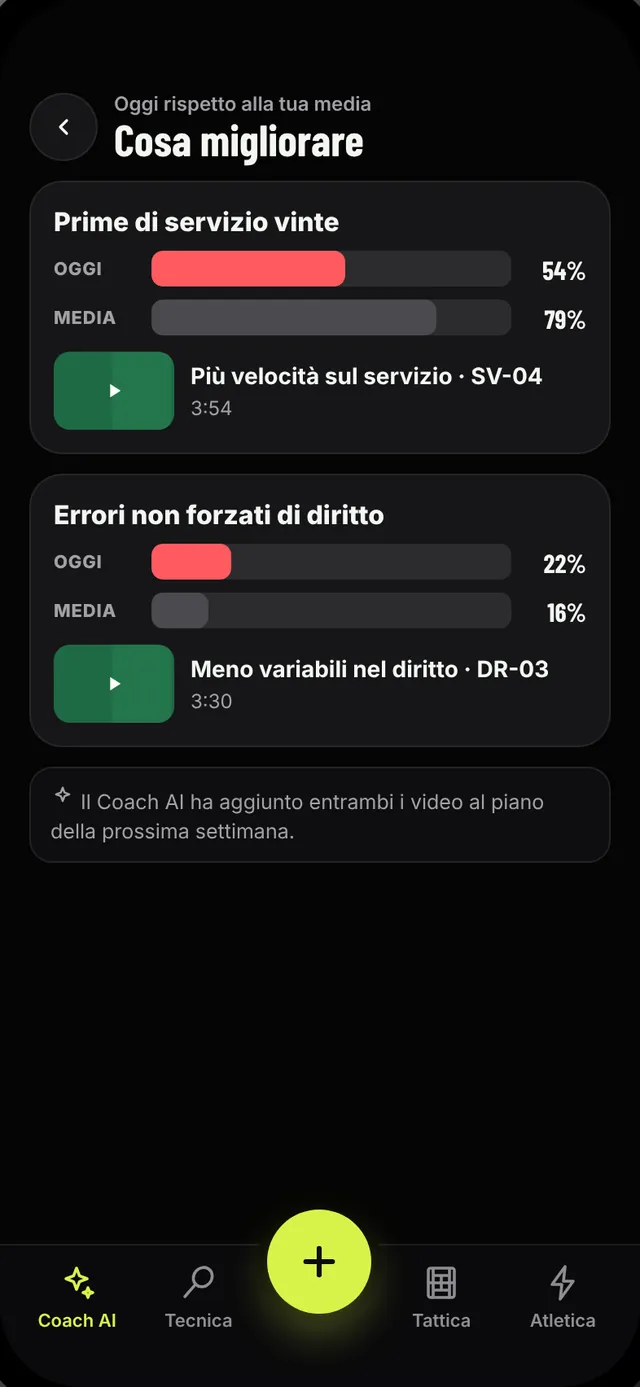 Oggi rispetto alla tua media
Cosa migliorare
Prime di servizio vinte
OGGI 54%
MEDIA 79%
Più velocità sul servizio · SV-04
3:54
Errori non forzati di diritto
OGGI 22%
MEDIA 16%
Meno variabili nel diritto · DR-03
3:30
Il Coach AI ha aggiunto entrambi i video al piano
della prossima settimana.
Coach AI Tecnica Tattica Atletica